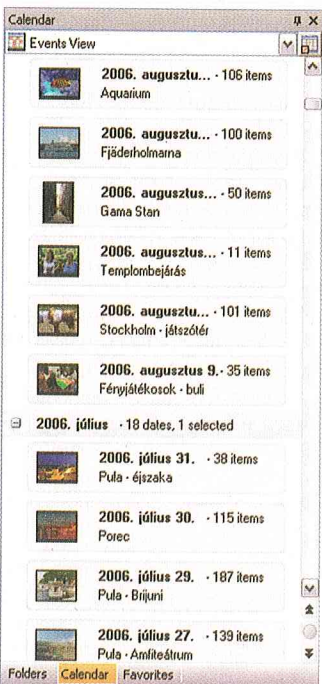 Calendar
Events View
2006. augusztu... · 106 items
Aquarium
2006. augusztu... · 100 items
Fjäderholmarna
2006. augusztus... · 50 items
Gama Stan
2006. augusztus... · 11 items
Templombejárás
2006. augusztu... · 101 items
Stockholm · játszótér
2006. augusztus 9. · 35 items
Fényjátékosok · buli
2006. július · 18 dates, 1 selected
2006. július 31. · 38 items
Pula · éjszaka
2006. július 30. · 115 items
Porec
2006. július 29. · 187 items
Pula · Brijuni
2006. július 27. · 139 items
Pula · Amfiteátrum
Folders Calendar Favorites